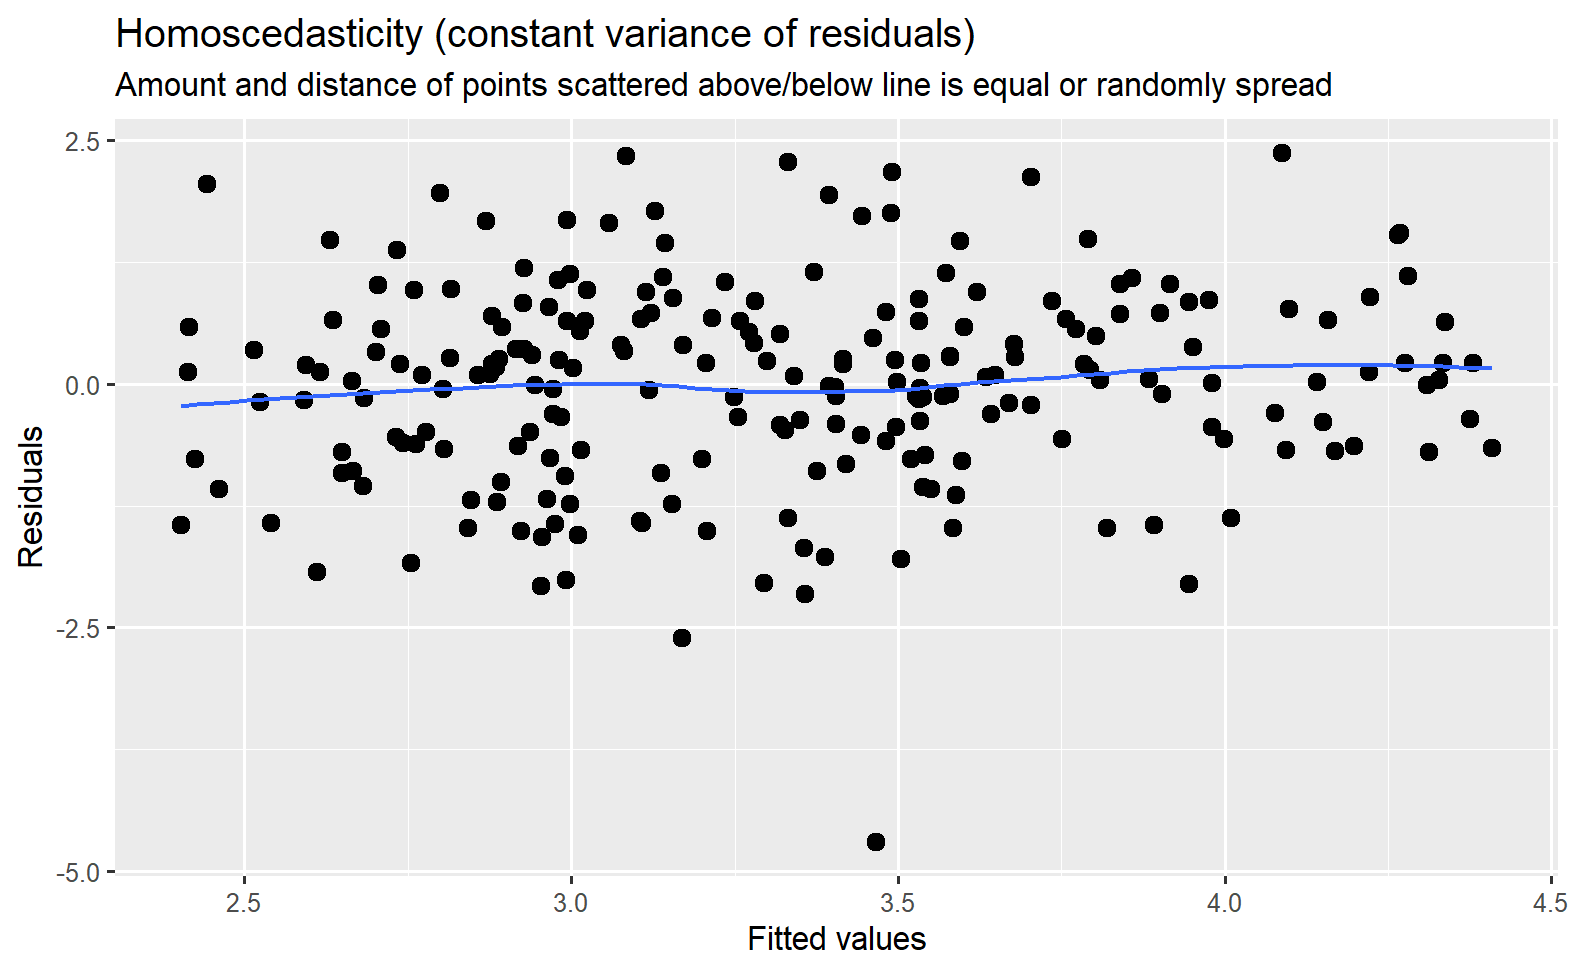 Homoscedasticity (constant variance of residuals)
Amount and distance of points scattered above/below line is equal or randomly spread
2.5
0.0
-2.5
-5.0
Residuals
2.5
3.0
3.5
4.0
4.5
Fitted values